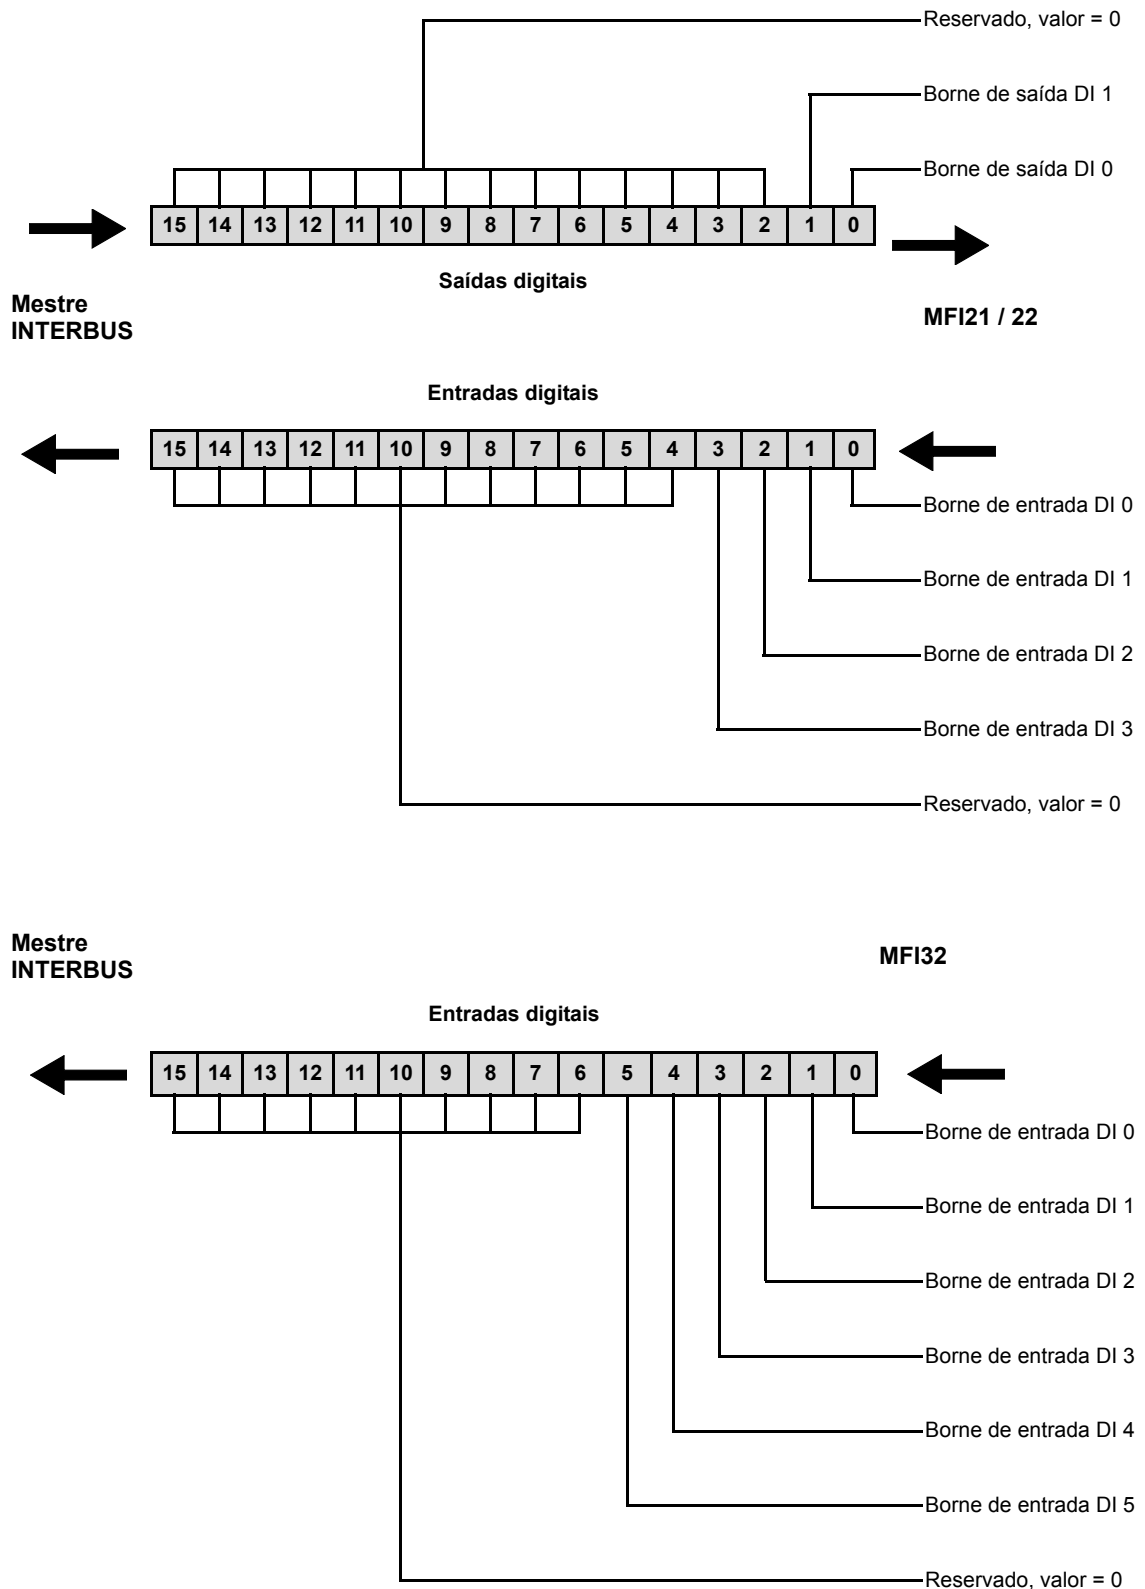 Reservado, valor = 0
Borne de saída DI 1
Borne de saída DI 0
15 14 13 12 11 10 9 8 7 6 5 4 3 2 1 0
Saídas digitais
Mestre
INTERBUS
MFI21 / 22
Entradas digitais
15 14 13 12 11 10 9 8 7 6 5 4 3 2 1 0
Borne de entrada DI 0
Borne de entrada DI 1
Borne de entrada DI 2
Borne de entrada DI 3
Reservado, valor = 0
Mestre
INTERBUS
MFI32
Entradas digitais
15 14 13 12 11 10 9 8 7 6 5 4 3 2 1 0
Borne de entrada DI 0
Borne de entrada DI 1
Borne de entrada DI 2
Borne de entrada DI 3
Borne de entrada DI 4
Borne de entrada DI 5
Reservado, valor = 0